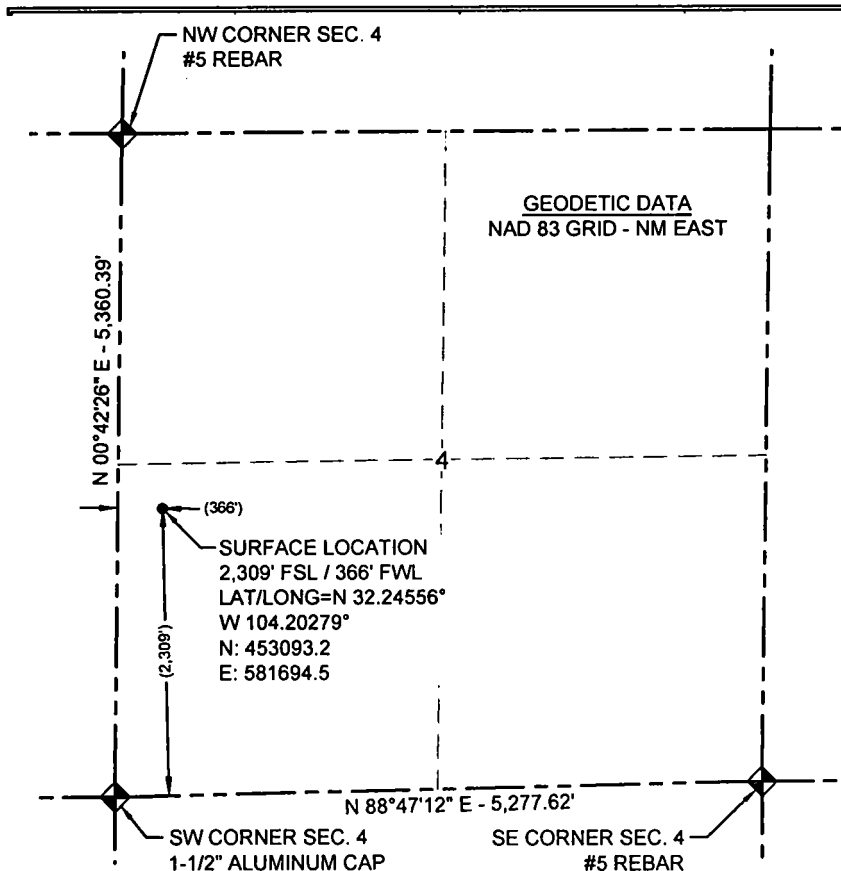 NW CORNER SEC. 4
#5 REBAR
GEODETIC DATA
NAD 83 GRID - NM EAST
N 00°42'26" E - 5,360.39'
4
(366')
SURFACE LOCATION
2,309' FSL / 366' FWL
LAT/LONG=N 32.24556°
W 104.20279°
N: 453093.2
E: 581694.5
(2,309')
N 88°47'12" E - 5,277.62'
SW CORNER SEC. 4
1-1/2" ALUMINUM CAP
SE CORNER SEC. 4
#5 REBAR